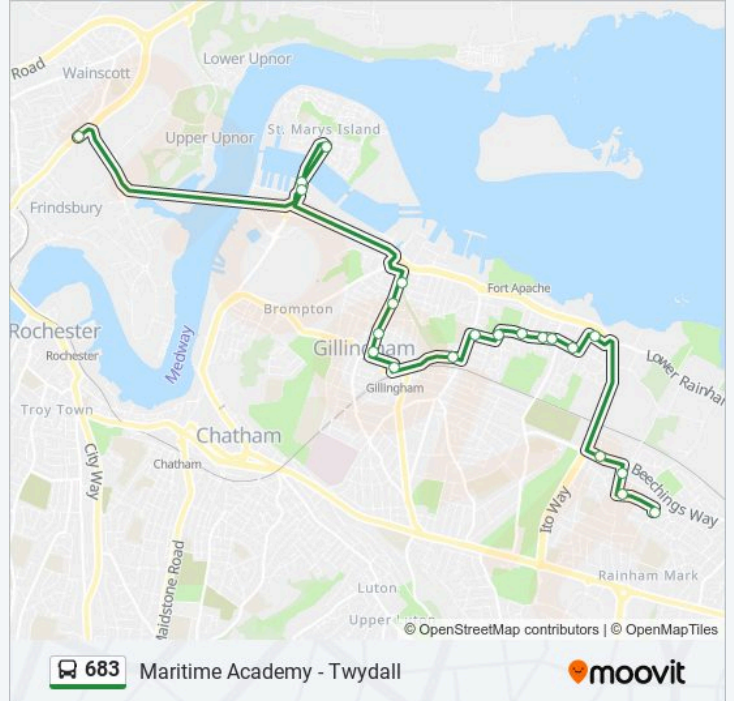 Road
Wainscott
Lower Upnor
Upper Upnor
St. Marys Island
Frindsbury
Fort Apache
Brompton
Rochester
Rochester
Medway
Gillingham
Gillingham
Lower Rainha
Troy Town
City Way
Chatham
Chatham
Beechings Way
Ito Way
Rainham Mark
Maidstone Road
Luton
Upper Luton
© OpenStreetMap contributors | © OpenMapTiles
683 Maritime Academy - Twydall
moovit